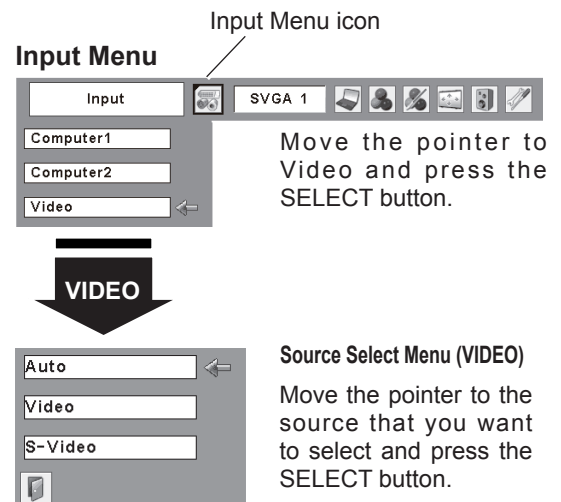 Input Menu icon
Input Menu
Input
SVGA 1
Computer1
Computer2
Video
Move the pointer to
Video and press the
SELECT button.
VIDEO
Auto
Video
S-Video
Source Select Menu (VIDEO)
Move the pointer to the
source that you want
to select and press the
SELECT button.